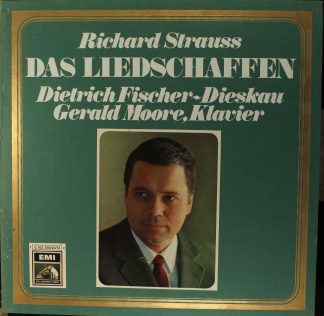 Richard Strauss
DAS LIEDSCHAFFEN
Dietrich Fischer-Dieskau
Gerald Moore, Klavier
EMI